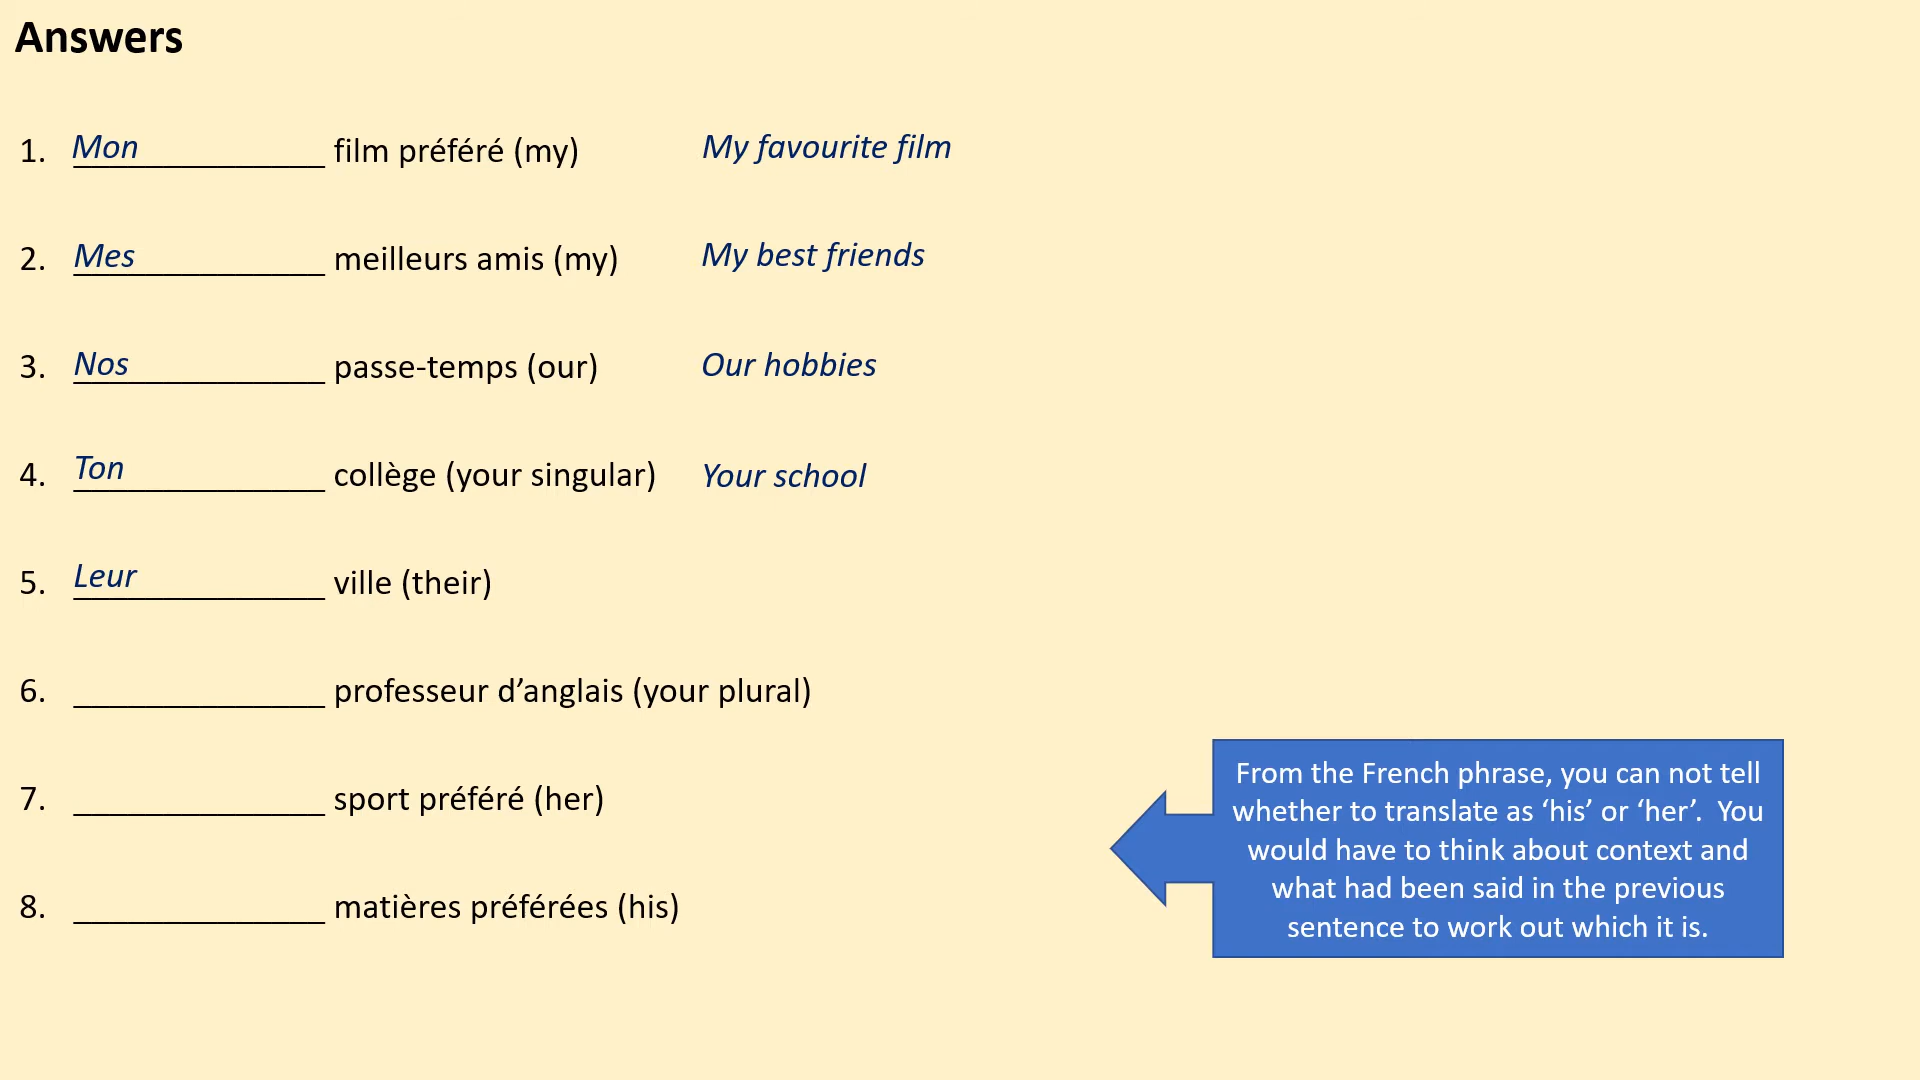 Answers
1. Mon film préféré (my) My favourite film
2. Mes meilleurs amis (my) My best friends
3. Nos passe-temps (our) Our hobbies
4. Ton collège (your singular) Your school
5. Leur ville (their)
6. ______________ professeur d’anglais (your plural)
7. ______________ sport préféré (her)
8. ______________ matières préférées (his)
From the French phrase, you can not tell
whether to translate as ‘his’ or ‘her’. You
would have to think about context and
what had been said in the previous
sentence to work out which it is.